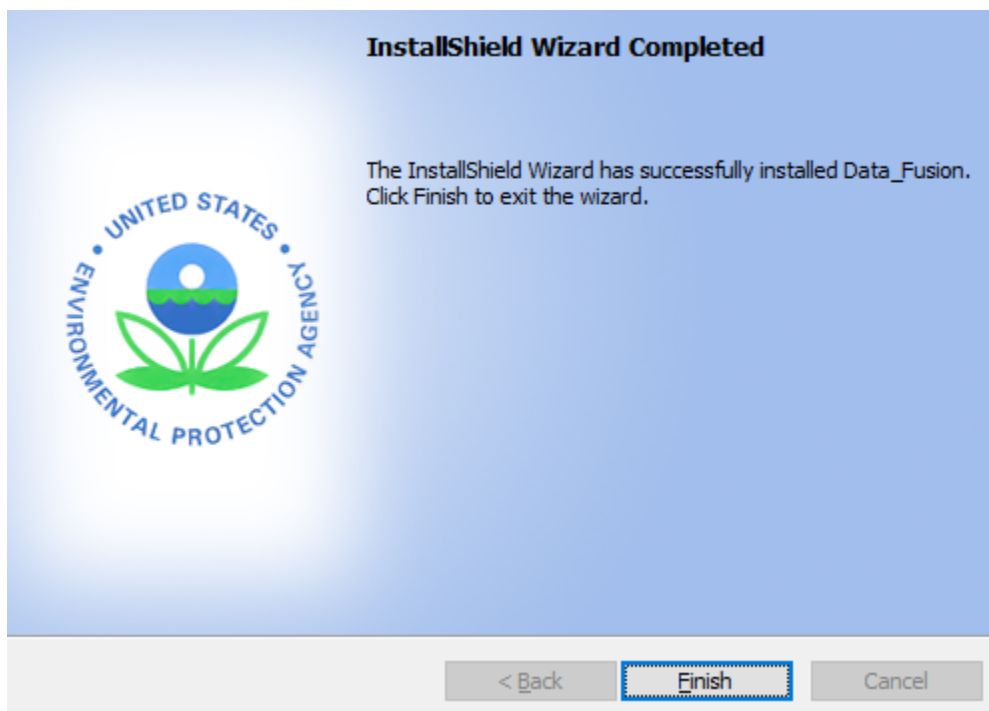 InstallShield Wizard Completed
The InstallShield Wizard has successfully installed Data_Fusion.
Click Finish to exit the wizard.
UNITED STATES • ENVIRONMENTAL PROTECTION AGENCY •
< Back
Finish
Cancel